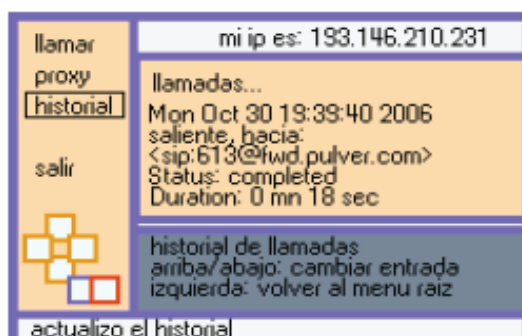 mi ip es: 193.146.210.231
llamar
proxy
historial
salir
llamadas...
Mon Oct 30 19:39:40 2006
saliente, hacia:
<sip:613@fwd.pulver.com>
Status: completed
Duration: 0 mn 18 sec
historial de llamadas
arriba/abajo: cambiar entrada
izquierda: volver al menu raiz
actualizo el historial